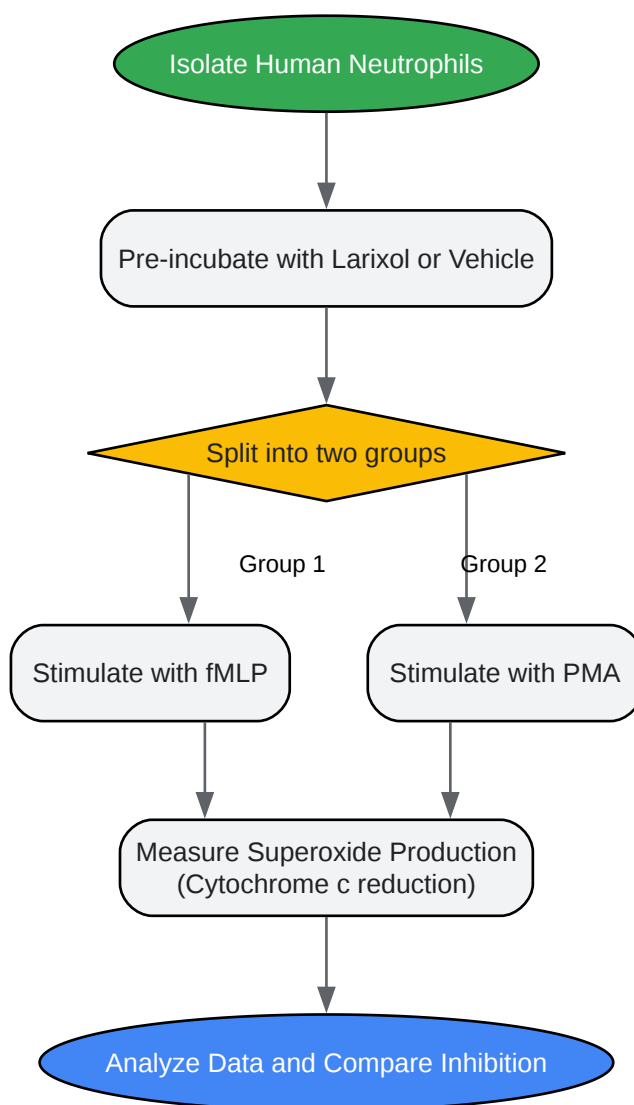 Isolate Human Neutrophils
Pre-incubate with Larixol or Vehicle
Split into two groups
Group 1
Group 2
Stimulate with fMLP
Stimulate with PMA
Measure Superoxide Production
(Cytochrome c reduction)
Analyze Data and Compare Inhibition